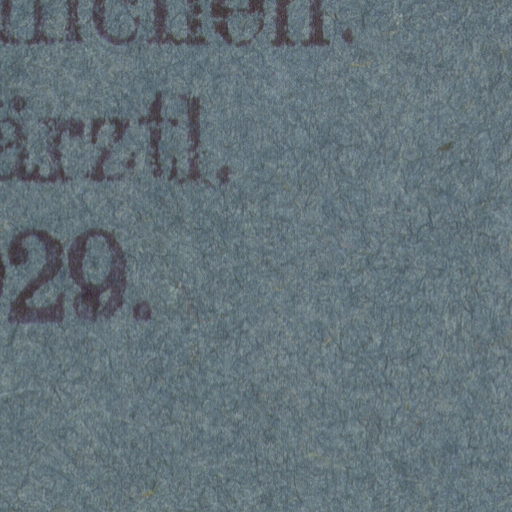 ünchen.
ärztl.
929.